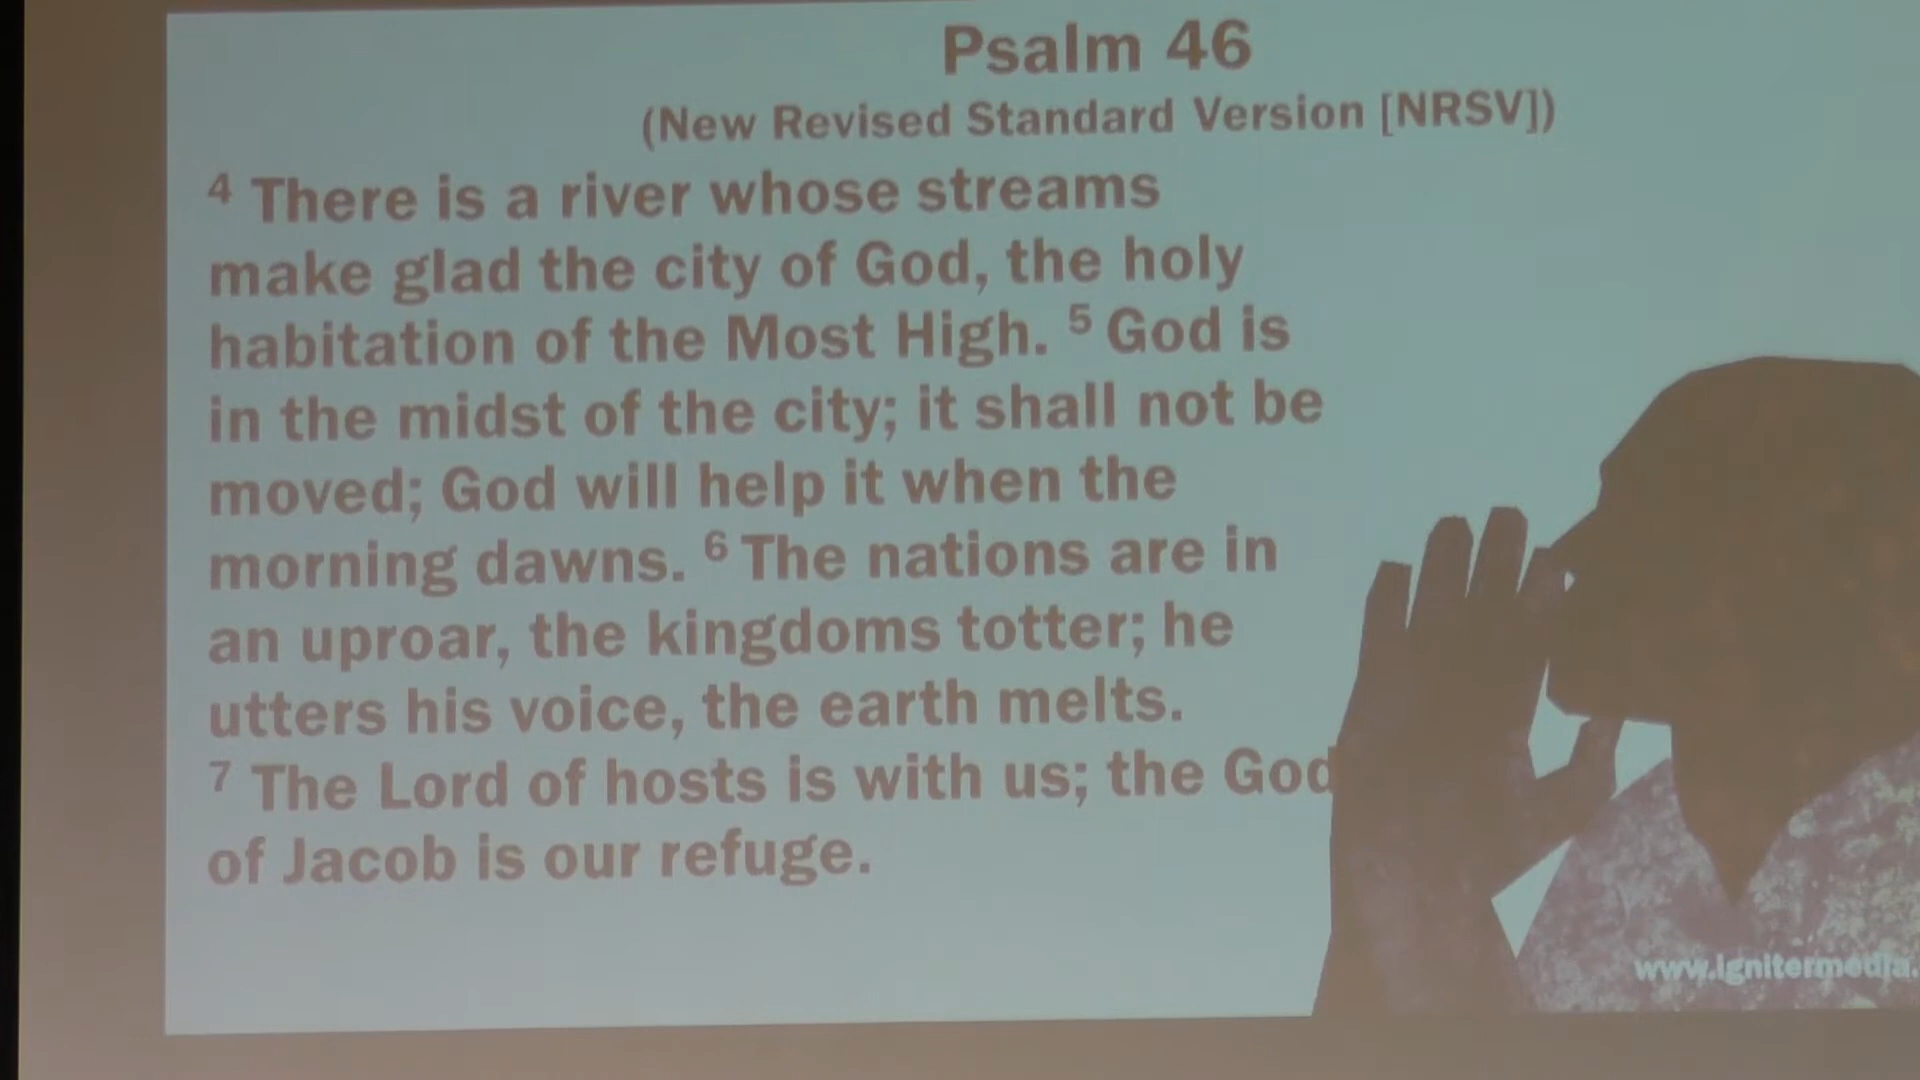 Psalm 46
(New Revised Standard Version [NRSV])
4 There is a river whose streams
make glad the city of God, the holy
habitation of the Most High. 5 God is
in the midst of the city; it shall not be
moved; God will help it when the
morning dawns. 6 The nations are in
an uproar, the kingdoms totter; he
utters his voice, the earth melts.
7 The Lord of hosts is with us; the God
of Jacob is our refuge.
www.ignitermedia.